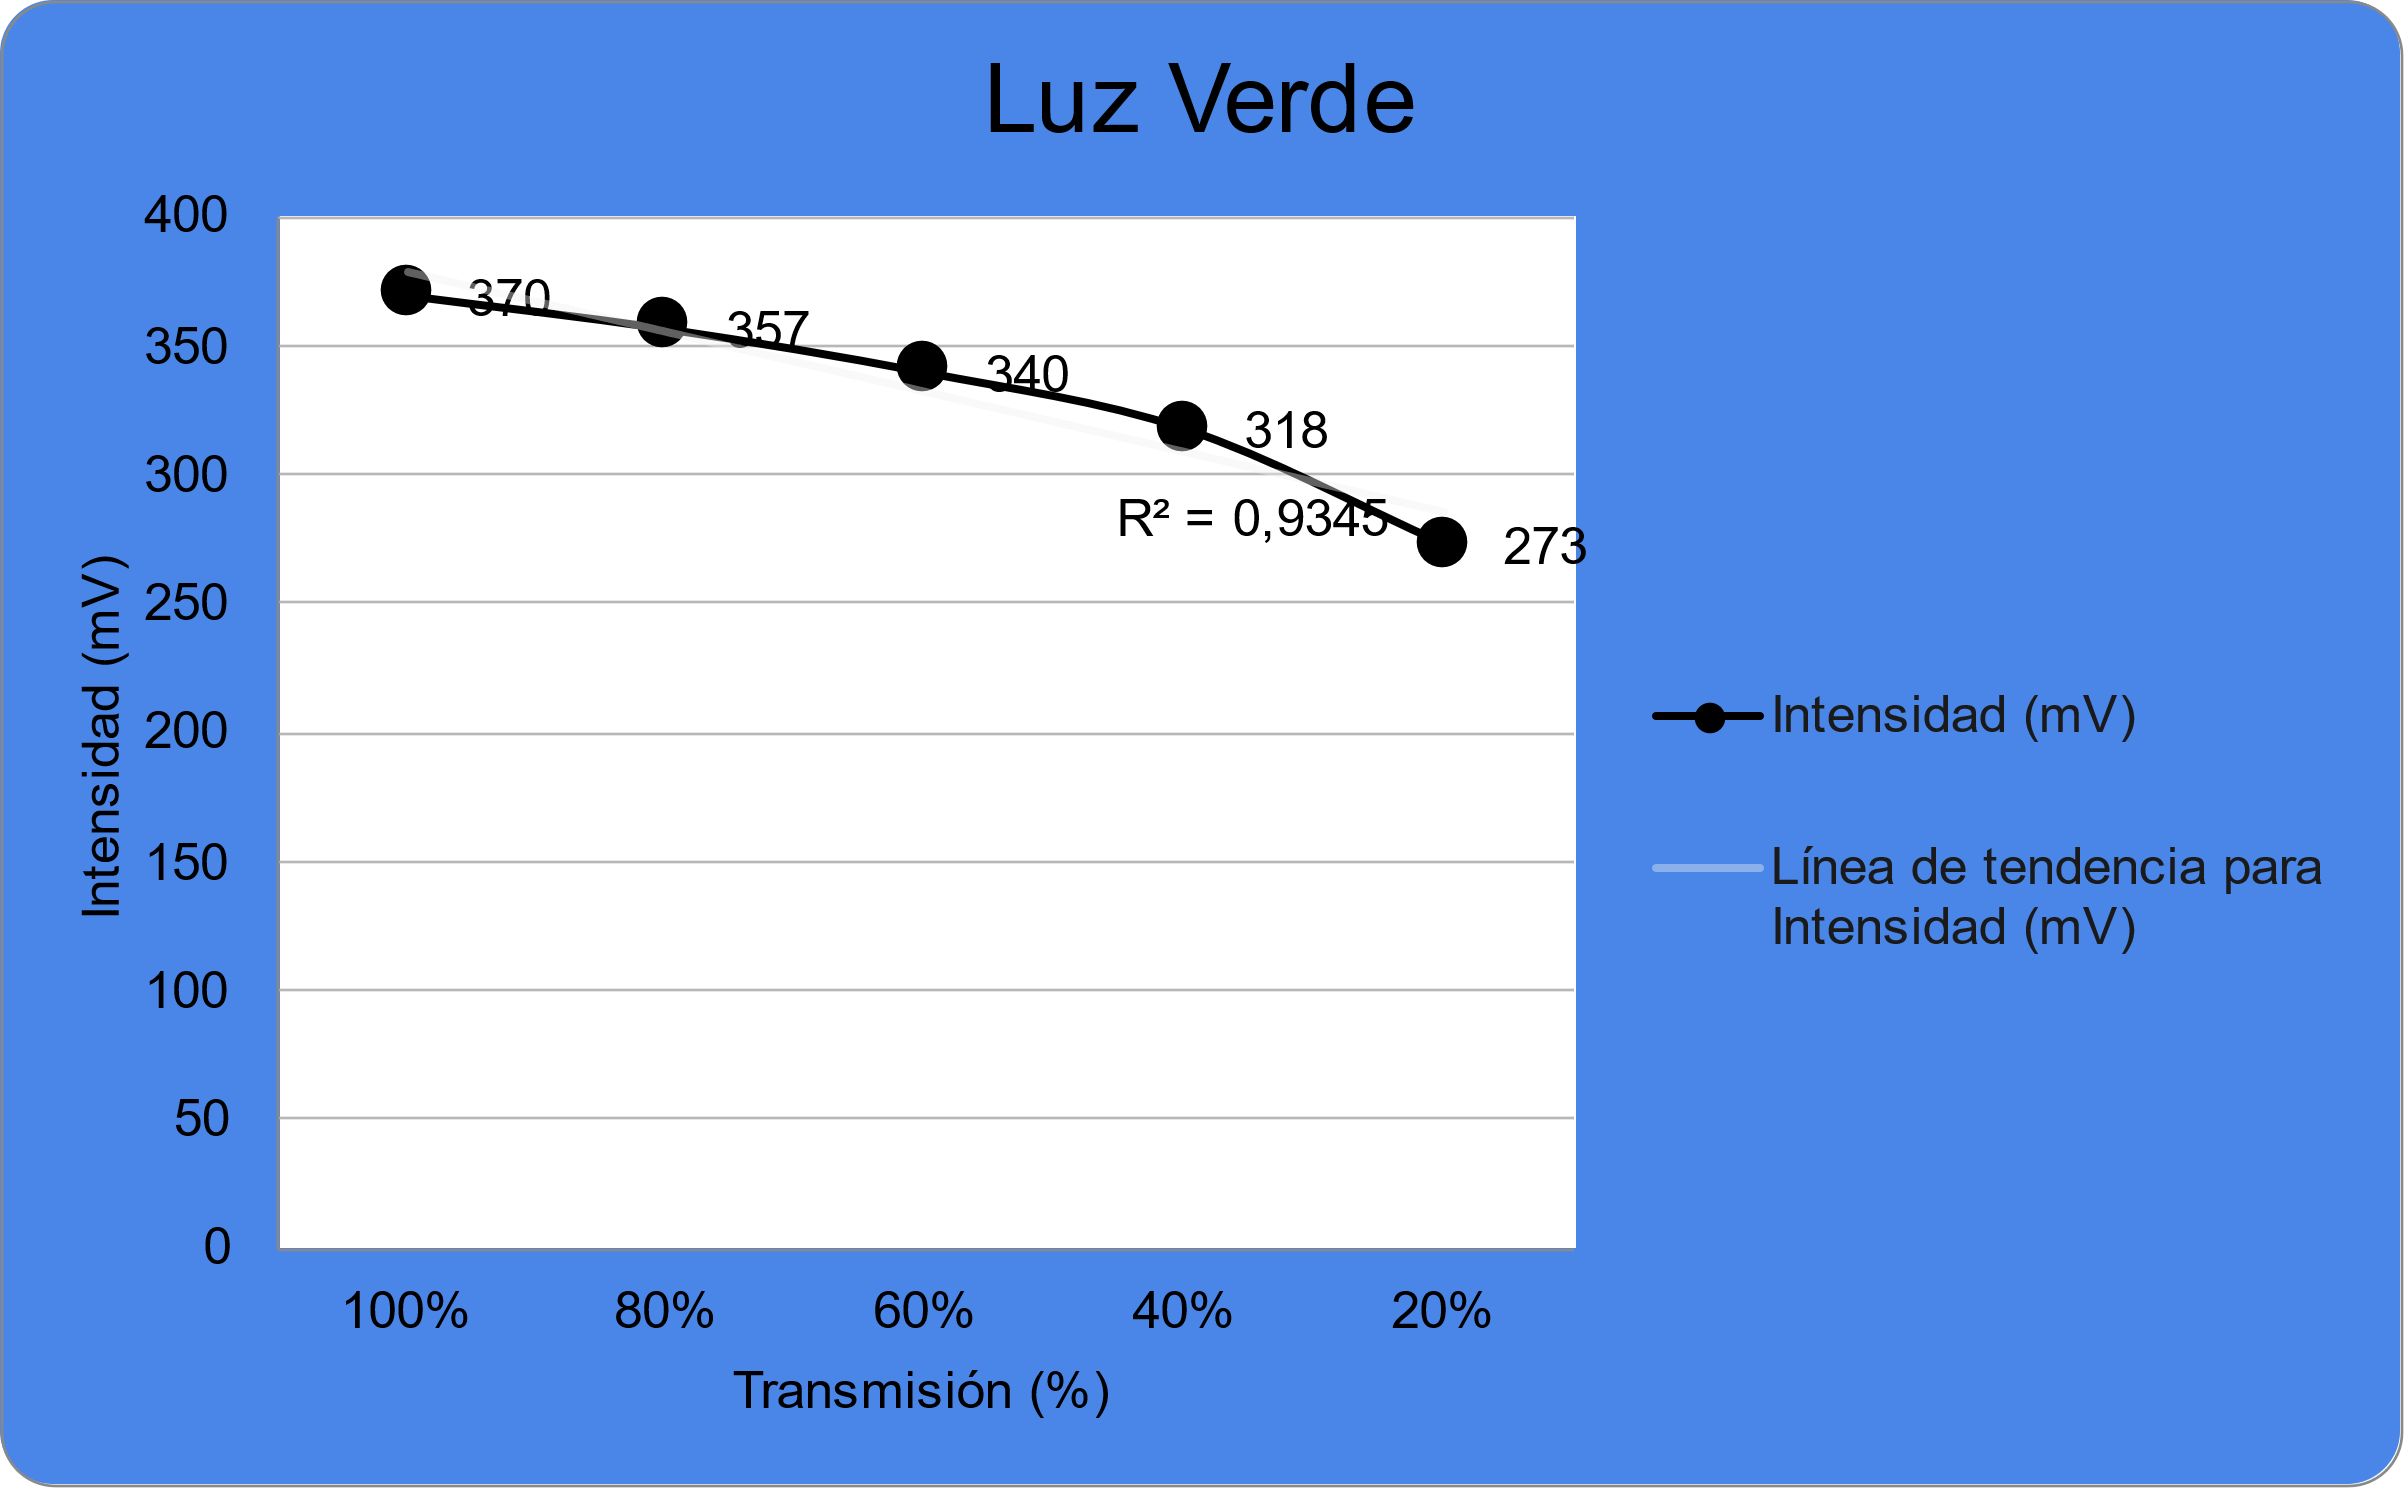 Luz Verde
400
350
300
250
200
150
100
50
0
Intensidad (mV)
370
357
340
318
273
R² = 0,9345
100%
80%
60%
40%
20%
Transmisión (%)
Intensidad (mV)
Línea de tendencia para
Intensidad (mV)